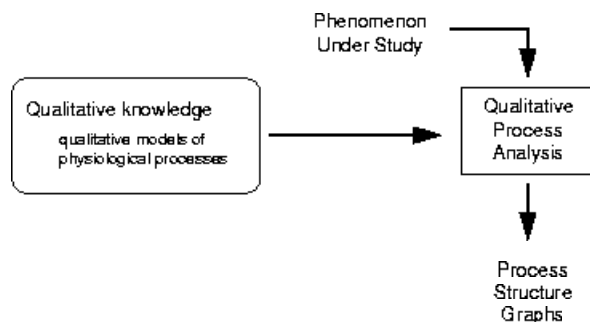 Phenomenon
Under Study
Qualitative knowledge
qualitative models of
physiological processes
Qualitative
Process
Analysis
Process
Structure
Graphs